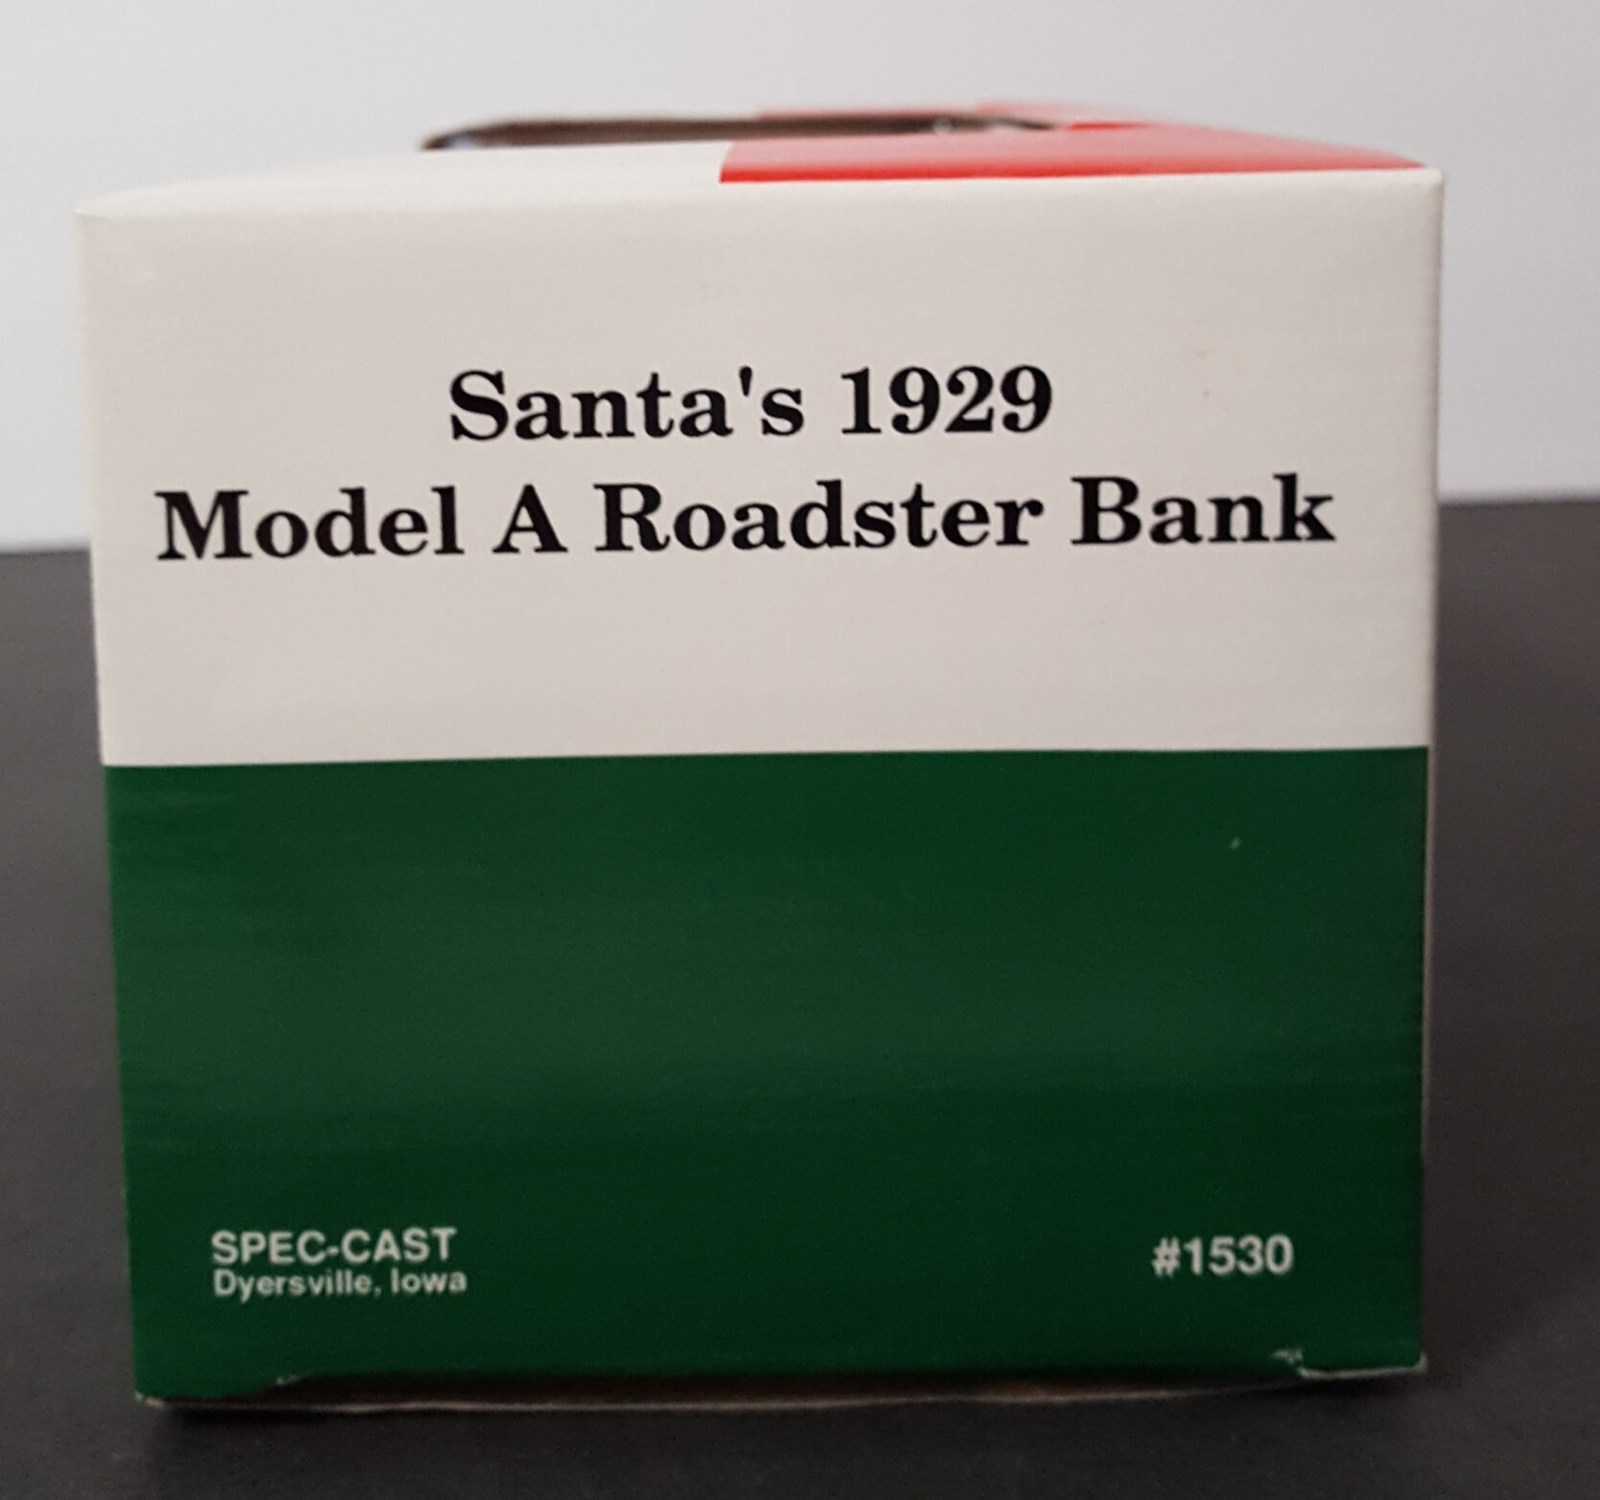 Santa's 1929
Model A Roadster Bank
SPEC-CAST
Dyersville, Iowa
#1530